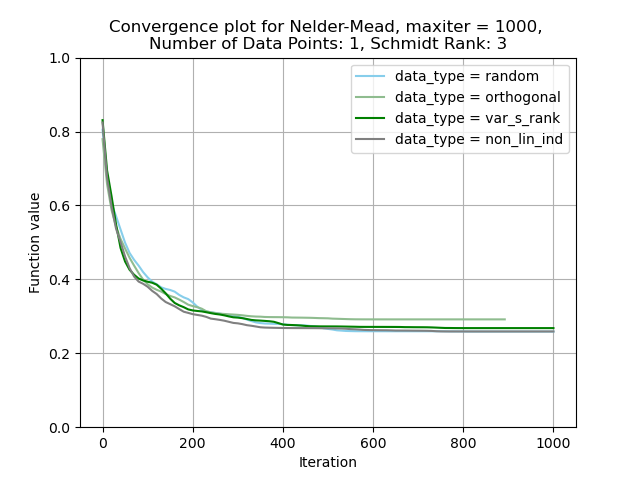 Convergence plot for Nelder-Mead, maxiter = 1000,
Number of Data Points: 1, Schmidt Rank: 3
1.0
0.8
0.6
0.4
0.2
0.0
Function value
data_type = random
data_type = orthogonal
data_type = var_s_rank
data_type = non_lin_ind
0 200 400 600 800 1000
Iteration